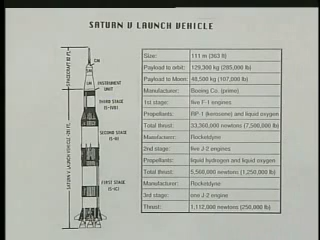 SATURN V LAUNCH VEHICLE
LM
SM
INSTRUMENT
UNIT
THIRD STAGE
(S-IVB)
SECOND STAGE
(S-II)
FIRST STAGE
(S-IC)
Size: 111 m (363 ft)
Payload to orbit: 129,300 kg (285,000 lb)
Payload to Moon: 48,500 kg (107,000 lb)
Manufacturer: Boeing Co. (prime)
1st stage: five F-1 engines
Propellants: RP-1 (kerosene) and liquid oxygen
Total thrust: 33,360,000 newtons (7,500,000 lb)
Manufacturer: Rocketdyne
2nd stage: five J-2 engines
Propellants: liquid hydrogen and liquid oxygen
Total thrust: 5,560,000 newtons (1,250,000 lb)
Manufacturer: Rocketdyne
3rd stage: one J-2 engine
Thrust: 1,112,000 newtons (250,000 lb)